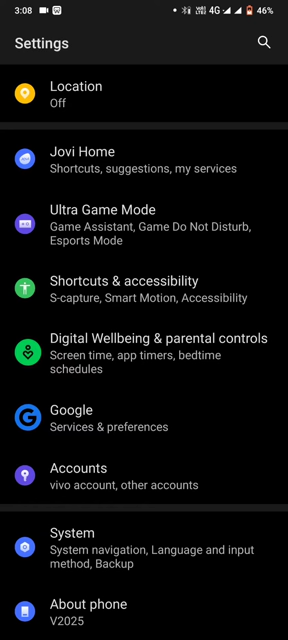 3:08 4G 46%
Settings
Location
Off
Jovi Home
Shortcuts, suggestions, my services
Ultra Game Mode
Game Assistant, Game Do Not Disturb,
Esports Mode
Shortcuts & accessibility
S-capture, Smart Motion, Accessibility
Digital Wellbeing & parental controls
Screen time, app timers, bedtime
schedules
Google
Services & preferences
Accounts
vivo account, other accounts
System
System navigation, Language and input
method, Backup
About phone
V2025